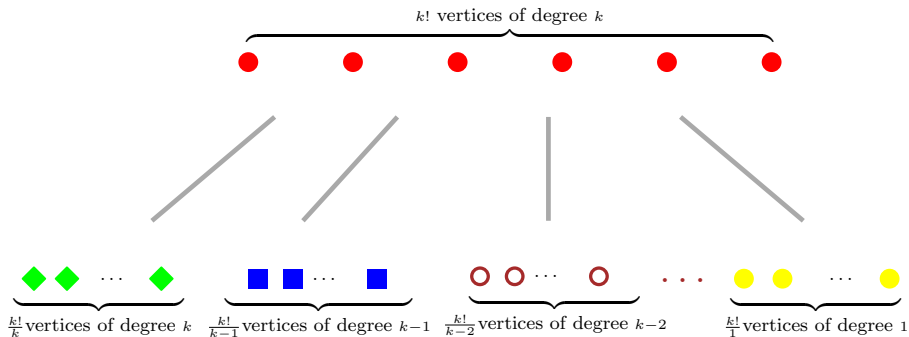 k! vertices of degree k
··· ··· ··· ··· ···
k!/k vertices of degree k k!/k−1 vertices of degree k−1 k!/k−2 vertices of degree k−2 k!/1 vertices of degree 1